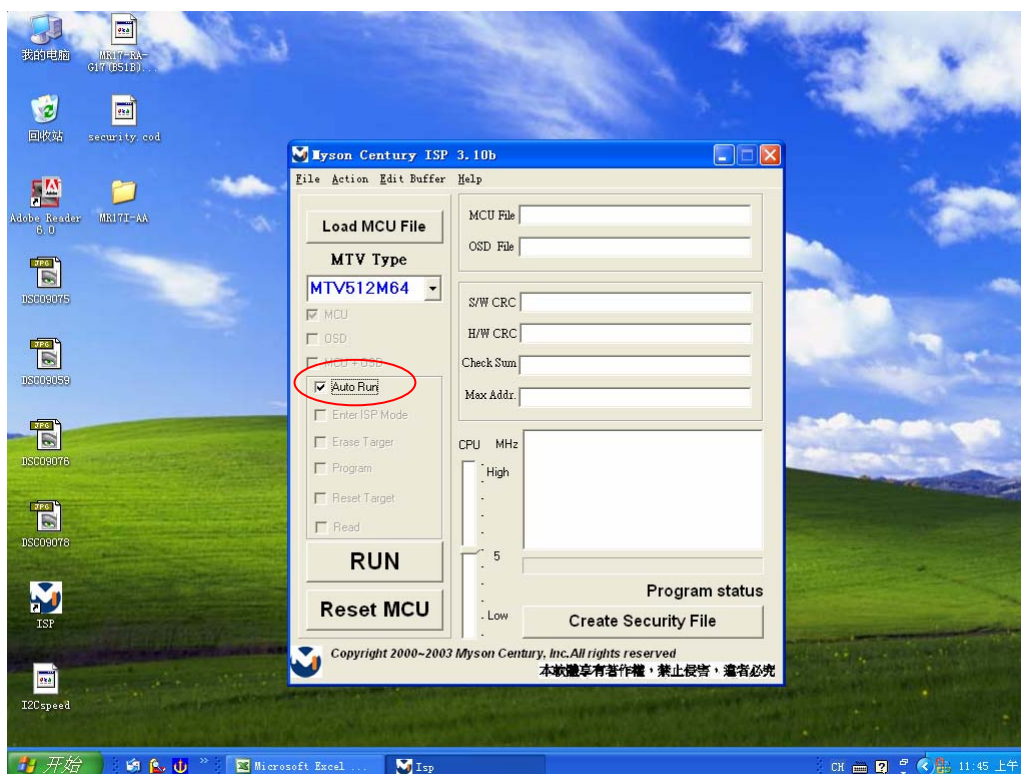 我的电脑
MR17-RA-
G17(B51B)...
回收站
security.cod
Adobe Reader
6.0
MR17I-AA
JPG
DSC09075
JPG
DSC09059
JPG
DSC09076
JPG
DSC09078
ISP
I2Cspeed
Myson Century ISP 3.10b
File Action Edit Buffer Help
Load MCU File
MTV Type
MTV512M64
MCU
OSD
MCU + OSD
Auto Run
Enter ISP Mode
Erase Targer
Program
Reset Target
Read
RUN
Reset MCU
MCU File
OSD File
S/W CRC
H/W CRC
Check Sum
Max Addr.
CPU MHz
High
5
Low
Program status
Create Security File
Copyright 2000~2003 Myson Century, Inc.All rights reserved
本軟體享有著作權，禁止侵害，違者必究
开始
Microsoft Excel ...
Isp
CH
11:45 上午